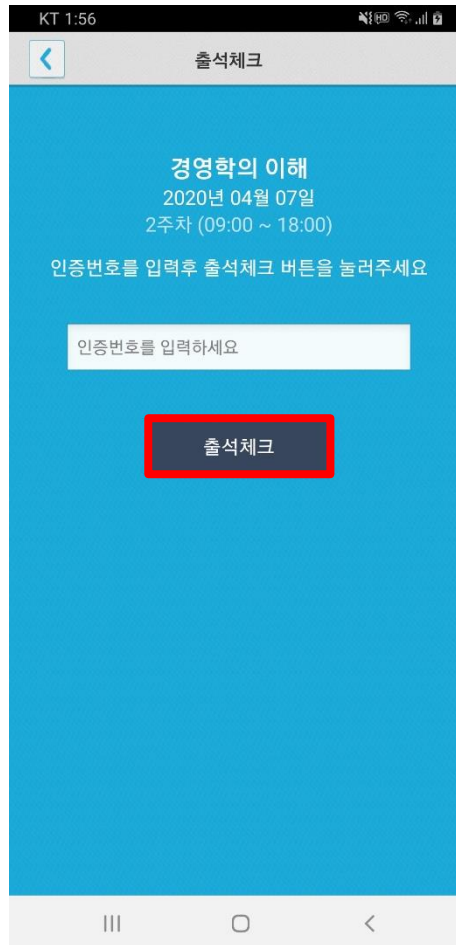 KT 1:56
출석체크
경영학의 이해
2020년 04월 07일
2주차 (09:00 ~ 18:00)
인증번호를 입력후 출석체크 버튼을 눌러주세요
인증번호를 입력하세요
출석체크